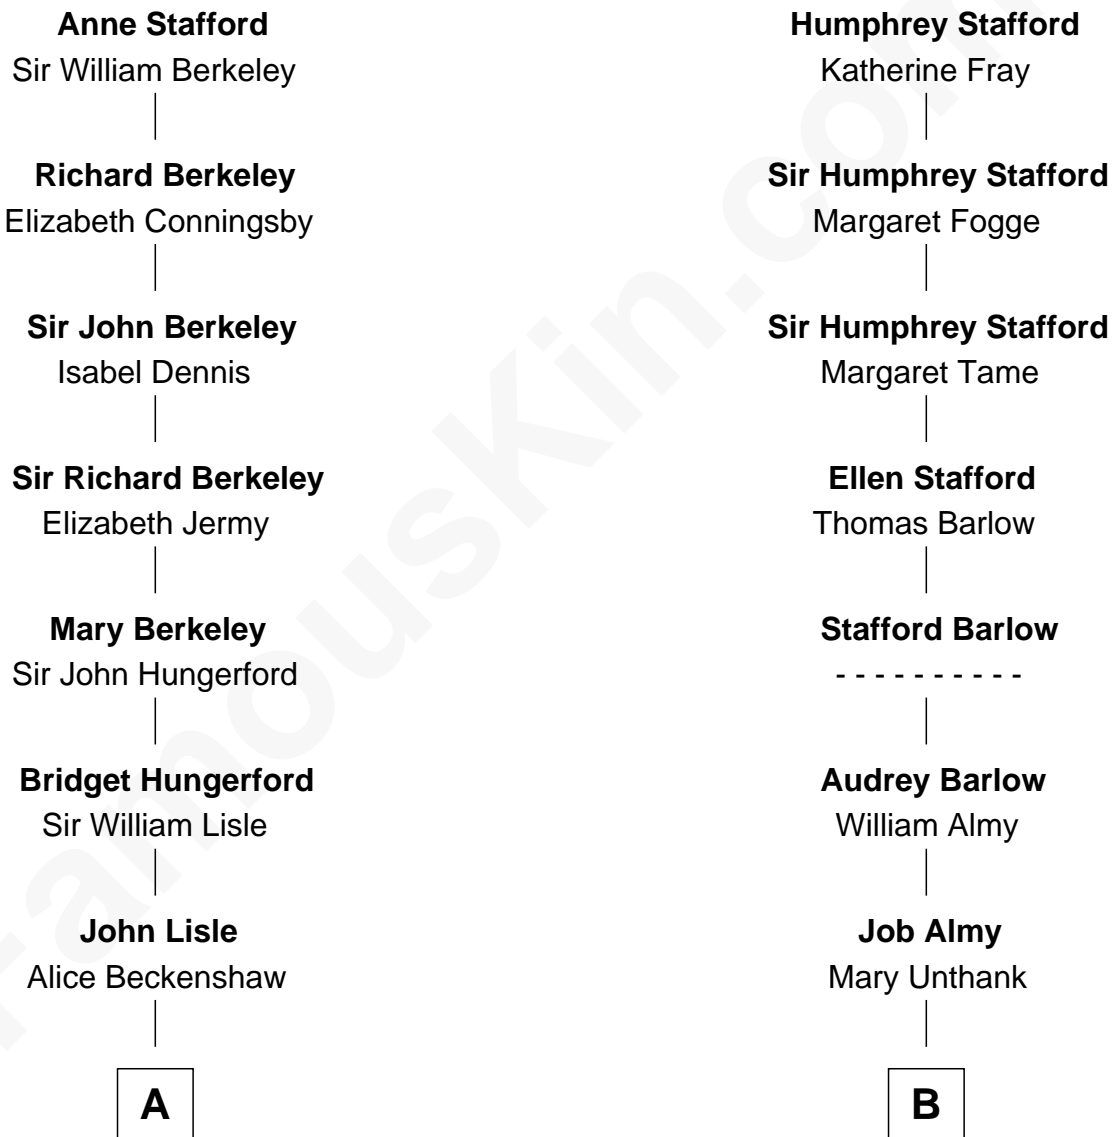 Anne Stafford
Sir William Berkeley
Richard Berkeley
Elizabeth Conningsby
Sir John Berkeley
Isabel Dennis
Sir Richard Berkeley
Elizabeth Jermy
Mary Berkeley
Sir John Hungerford
Bridget Hungerford
Sir William Lisle
John Lisle
Alice Beckenshaw
A
Humphrey Stafford
Katherine Fray
Sir Humphrey Stafford
Margaret Fogge
Sir Humphrey Stafford
Margaret Tame
Ellen Stafford
Thomas Barlow
Stafford Barlow
- - - - - - - - - -
Audrey Barlow
William Almy
Job Almy
Mary Unthank
B
FamousKin.com